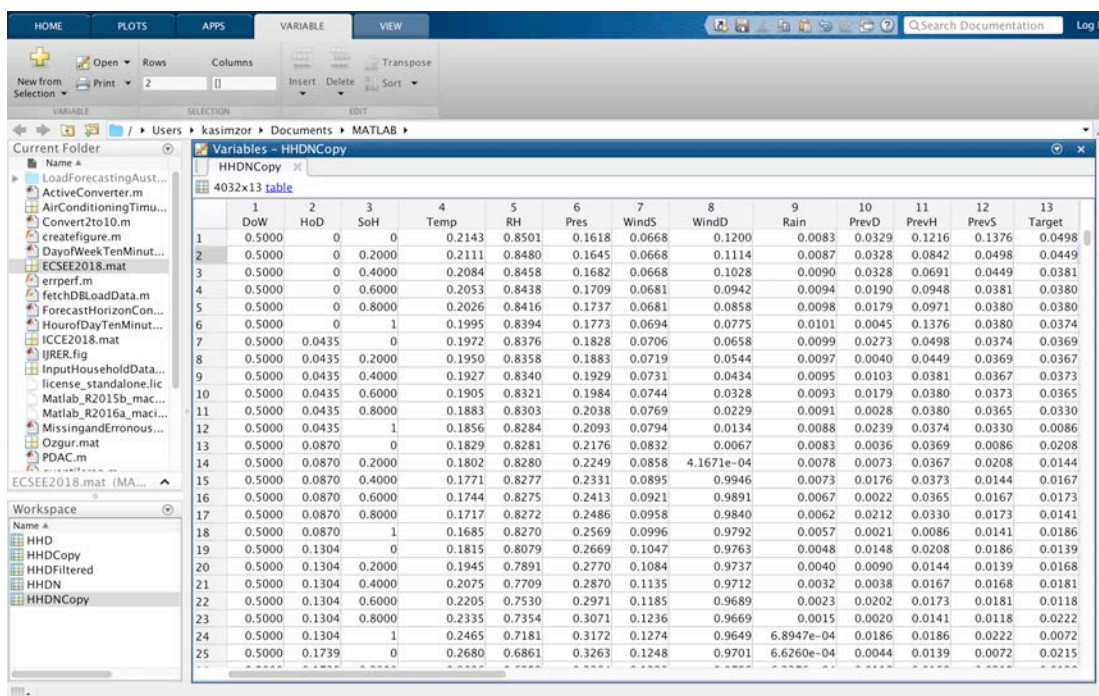 HOME PLOTS APPS VARIABLE VIEW Search Documentation Log
New from Selection Open Rows Columns Insert Delete Transpose
Print 2 [] Sort
VARIABLE SELECTION EDIT
/ Users kasimzor Documents MATLAB
Current Folder
Name
LoadForecastingAust...
ActiveConverter.m
AirConditioningTimu...
Convert2to10.m
createfigure.m
DayofWeekTenMinut...
ECSEE2018.mat
errperf.m
fetchDBLoadData.m
ForecastHorizonCon...
HourofDayTenMinut...
ICCE2018.mat
IJRER.fig
InputHouseholdData...
license_standalone.lic
Matlab_R2015b_mac...
Matlab_R2016a_maci...
MissingandErroneous...
Ozgur.mat
PDAC.m
ECSEE2018.mat (MA...
Workspace
Name
HHD
HHDCopy
HHDFiltered
HHDN
HHDNCopy
Variables - HHDNCopy
HHDNCopy
4032x13 table
1 2 3 4 5 6 7 8 9 10 11 12 13
DoW HoD SoH Temp RH Pres WindS WindD Rain PrevD PrevH PrevS Target
1 0.5000 0 0 0.2143 0.8501 0.1618 0.0668 0.1200 0.0083 0.0329 0.1216 0.1376 0.0498
2 0.5000 0 0.2000 0.2111 0.8480 0.1645 0.0668 0.1114 0.0087 0.0328 0.0842 0.0498 0.0449
3 0.5000 0 0.4000 0.2084 0.8458 0.1682 0.0668 0.1028 0.0090 0.0328 0.0691 0.0449 0.0381
4 0.5000 0 0.6000 0.2053 0.8438 0.1709 0.0681 0.0942 0.0094 0.0190 0.0948 0.0381 0.0380
5 0.5000 0 0.8000 0.2026 0.8416 0.1737 0.0681 0.0858 0.0098 0.0179 0.0971 0.0380 0.0380
6 0.5000 0 1 0.1995 0.8394 0.1773 0.0694 0.0775 0.0101 0.0045 0.1376 0.0380 0.0374
7 0.5000 0.0435 0 0.1972 0.8376 0.1828 0.0706 0.0658 0.0099 0.0273 0.0498 0.0374 0.0369
8 0.5000 0.0435 0.2000 0.1950 0.8358 0.1883 0.0719 0.0544 0.0097 0.0040 0.0449 0.0369 0.0367
9 0.5000 0.0435 0.4000 0.1927 0.8340 0.1929 0.0731 0.0434 0.0095 0.0103 0.0381 0.0367 0.0373
10 0.5000 0.0435 0.6000 0.1905 0.8321 0.1984 0.0744 0.0328 0.0093 0.0179 0.0380 0.0373 0.0365
11 0.5000 0.0435 0.8000 0.1883 0.8303 0.2038 0.0769 0.0229 0.0091 0.0028 0.0380 0.0365 0.0330
12 0.5000 0.0435 1 0.1856 0.8284 0.2093 0.0794 0.0134 0.0088 0.0239 0.0374 0.0330 0.0086
13 0.5000 0.0870 0 0.1829 0.8281 0.2176 0.0832 0.0067 0.0083 0.0036 0.0369 0.0086 0.0208
14 0.5000 0.0870 0.2000 0.1802 0.8280 0.2249 0.0858 4.1671e-04 0.0078 0.0073 0.0367 0.0208 0.0144
15 0.5000 0.0870 0.4000 0.1771 0.8277 0.2331 0.0895 0.9946 0.0073 0.0176 0.0373 0.0144 0.0167
16 0.5000 0.0870 0.6000 0.1744 0.8275 0.2413 0.0921 0.9891 0.0067 0.0022 0.0365 0.0167 0.0173
17 0.5000 0.0870 0.8000 0.1717 0.8272 0.2486 0.0958 0.9840 0.0062 0.0212 0.0330 0.0173 0.0141
18 0.5000 0.0870 1 0.1685 0.8270 0.2569 0.0996 0.9792 0.0057 0.0021 0.0086 0.0141 0.0186
19 0.5000 0.1304 0 0.1815 0.8079 0.2669 0.1047 0.9763 0.0048 0.0148 0.0208 0.0186 0.0139
20 0.5000 0.1304 0.2000 0.1945 0.7891 0.2770 0.1084 0.9737 0.0040 0.0090 0.0144 0.0139 0.0168
21 0.5000 0.1304 0.4000 0.2075 0.7709 0.2870 0.1135 0.9712 0.0032 0.0038 0.0167 0.0168 0.0181
22 0.5000 0.1304 0.6000 0.2205 0.7530 0.2971 0.1185 0.9689 0.0023 0.0202 0.0173 0.0181 0.0118
23 0.5000 0.1304 0.8000 0.2335 0.7354 0.3071 0.1236 0.9669 0.0015 0.0020 0.0141 0.0118 0.0222
24 0.5000 0.1304 1 0.2465 0.7181 0.3172 0.1274 0.9649 6.8947e-04 0.0186 0.0186 0.0222 0.0072
25 0.5000 0.1739 0 0.2680 0.6861 0.3263 0.1248 0.9701 6.6260e-04 0.0044 0.0139 0.0072 0.0215